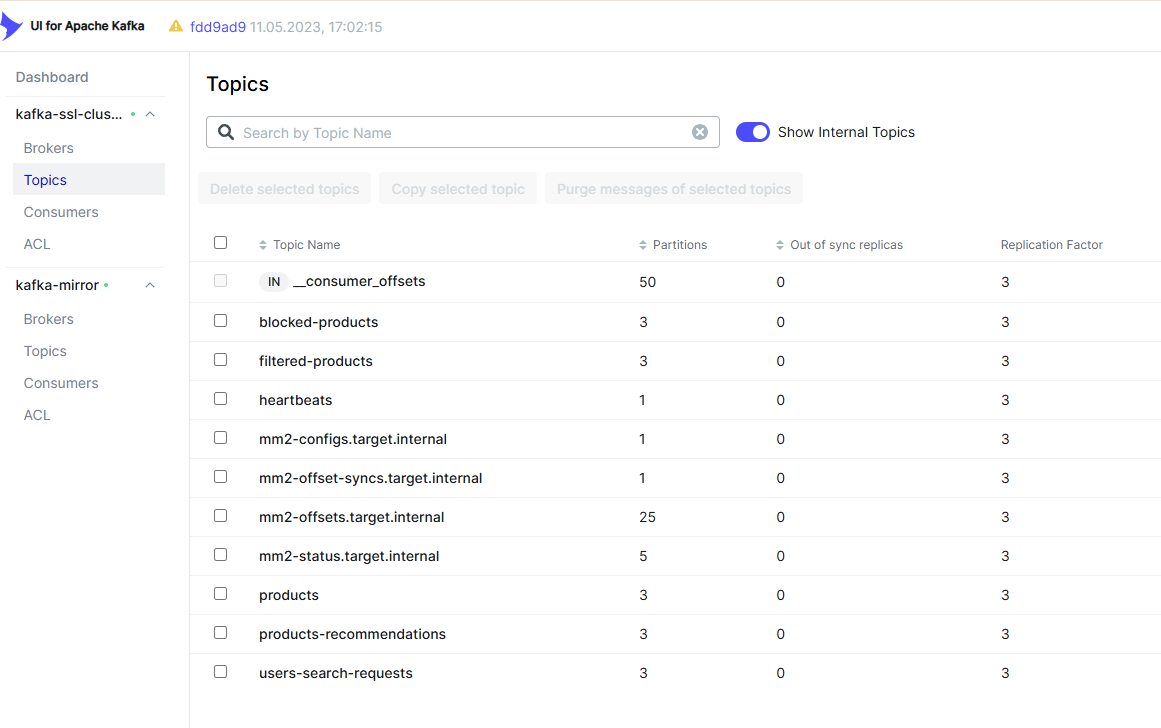 UI for Apache Kafka fdd9ad9 11.05.2023, 17:02:15
Dashboard
kafka-ssl-clus...
Brokers
Topics
Consumers
ACL
kafka-mirror
Brokers
Topics
Consumers
ACL
Topics
Search by Topic Name
Show Internal Topics
Delete selected topics Copy selected topic Purge messages of selected topics
Topic Name Partitions Out of sync replicas Replication Factor
IN __consumer_offsets 50 0 3
blocked-products 3 0 3
filtered-products 3 0 3
heartbeats 1 0 3
mm2-configs.target.internal 1 0 3
mm2-offset-syncs.target.internal 1 0 3
mm2-offsets.target.internal 25 0 3
mm2-status.target.internal 5 0 3
products 3 0 3
products-recommendations 3 0 3
users-search-requests 3 0 3